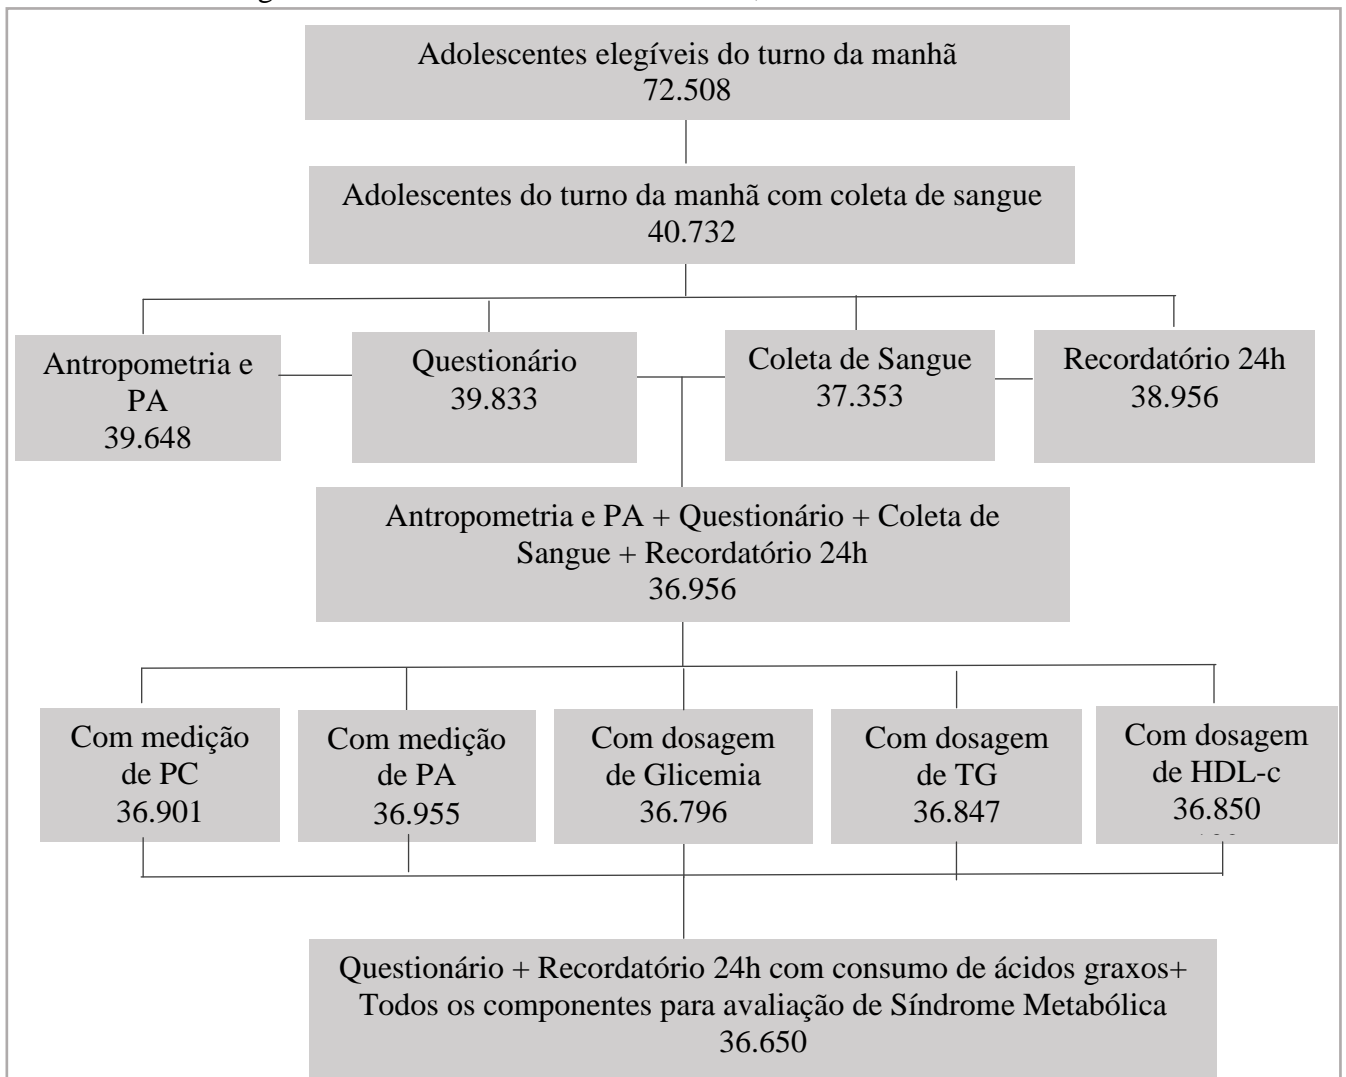 Adolescentes elegíveis do turno da manhã
72.508
Adolescentes do turno da manhã com coleta de sangue
40.732
Antropometria e
PA
39.648
Questionário
39.833
Coleta de Sangue
37.353
Recordatório 24h
38.956
Antropometria e PA + Questionário + Coleta de
Sangue + Recordatório 24h
36.956
Com medição
de PC
36.901
Com medição
de PA
36.955
Com dosagem
de Glicemia
36.796
Com dosagem
de TG
36.847
Com dosagem
de HDL-c
36.850
Questionário + Recordatório 24h com consumo de ácidos graxos+
Todos os componentes para avaliação de Síndrome Metabólica
36.650